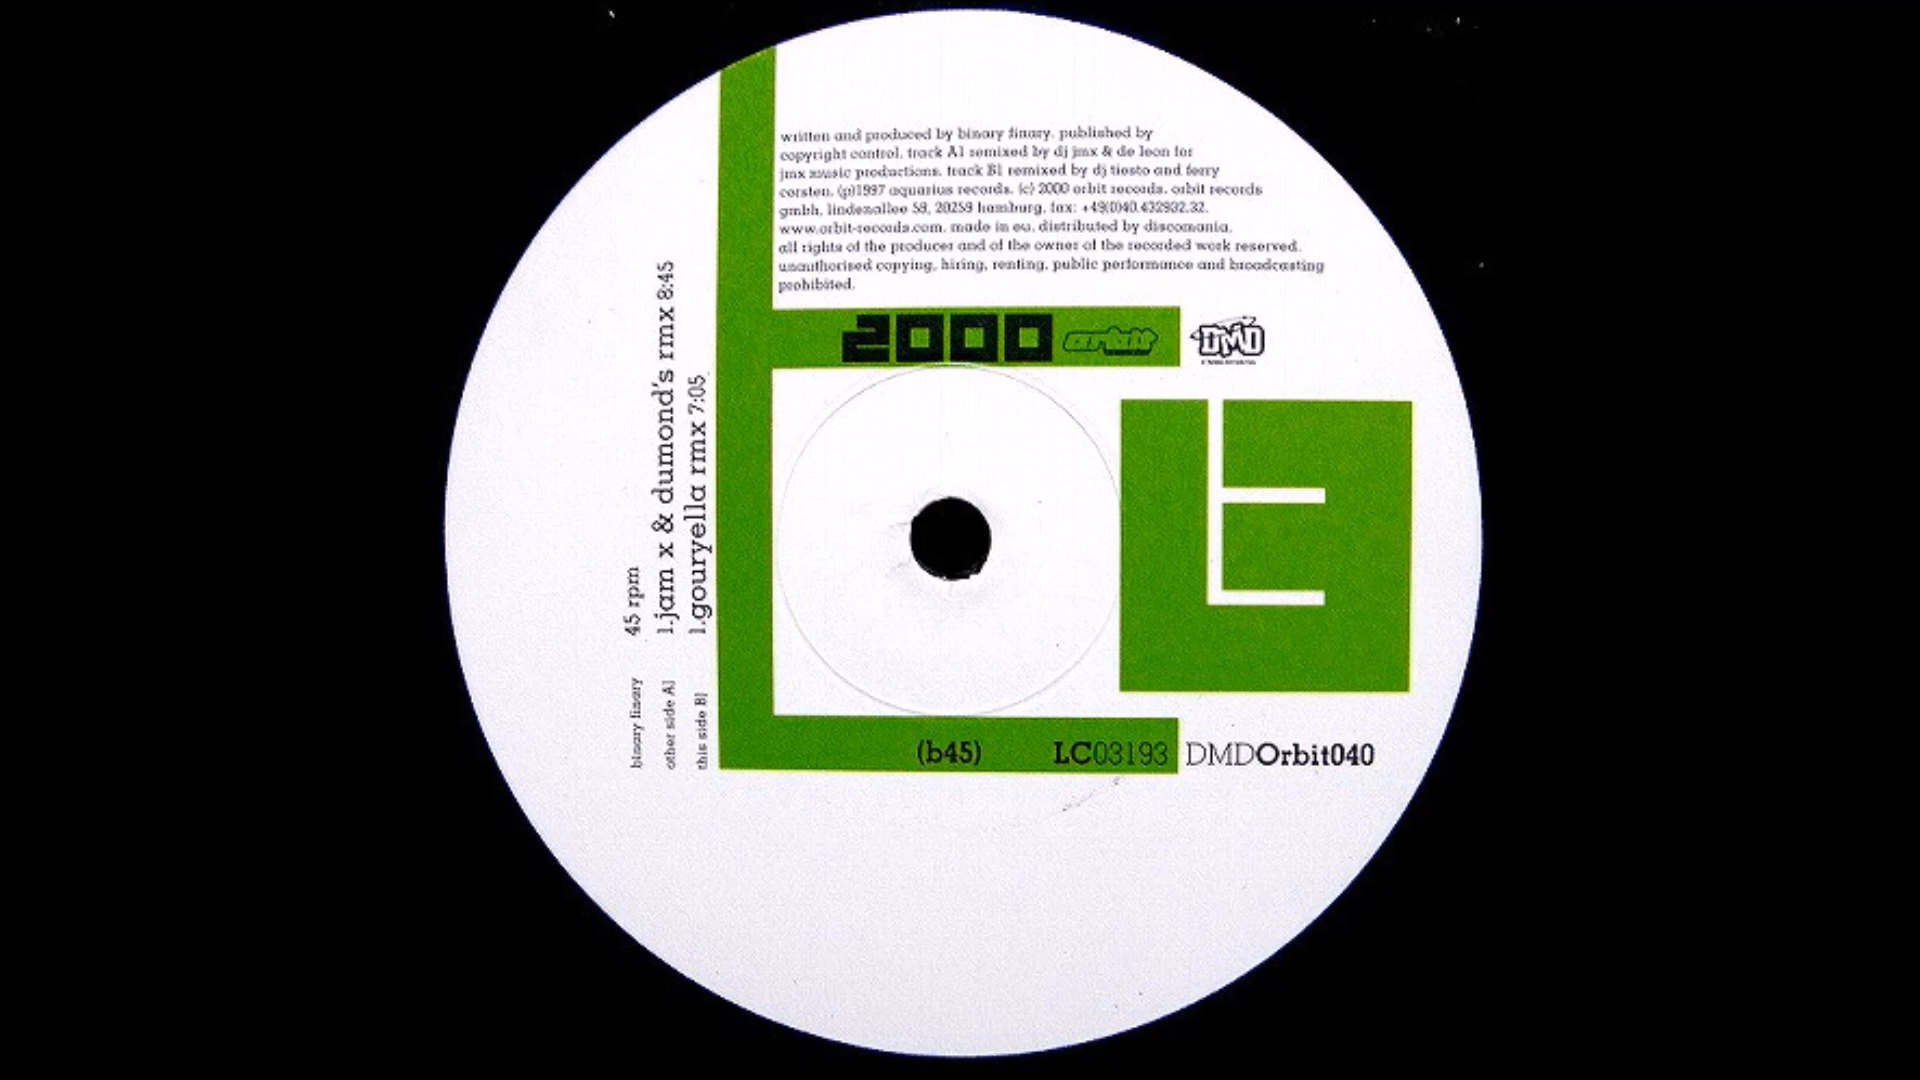 written and produced by binary finary. published by
copyright control. track A1 remixed by dj jmx & de leon for
jmx music productions. track B1 remixed by dj tiesto and ferry
corsten. (p)1997 aquarius records. (c) 2000 orbit records. orbit records
gmbh, lindenallee 58, 20259 hamburg. fax: +49(0)40.432932.32.
www.orbit-records.com. made in eu. distributed by discomania.
all rights of the producer and of the owner of the recorded work reserved.
unauthorised copying, hiring, renting, public performance and broadcasting
prohibited.
2000 orbit DMD
binary finary 45 rpm
other side A] 1.jam x & dumond's rmx 8:45
this side B] 1.gouryella rmx 7:05
(b45) LC03193 DMDOrbit040